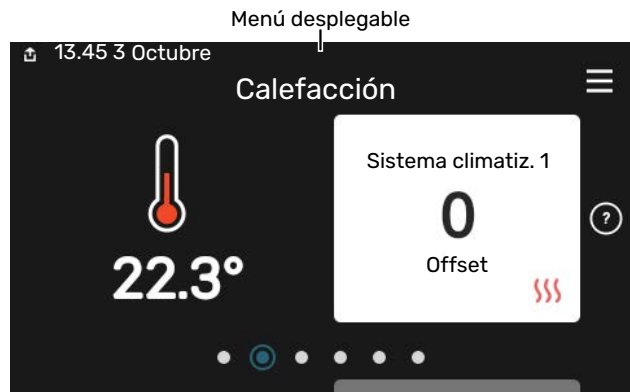 Menú desplegable
13.45 3 Octubre
Calefacción
Sistema climatiz. 1
0
Offset
22.3°
?